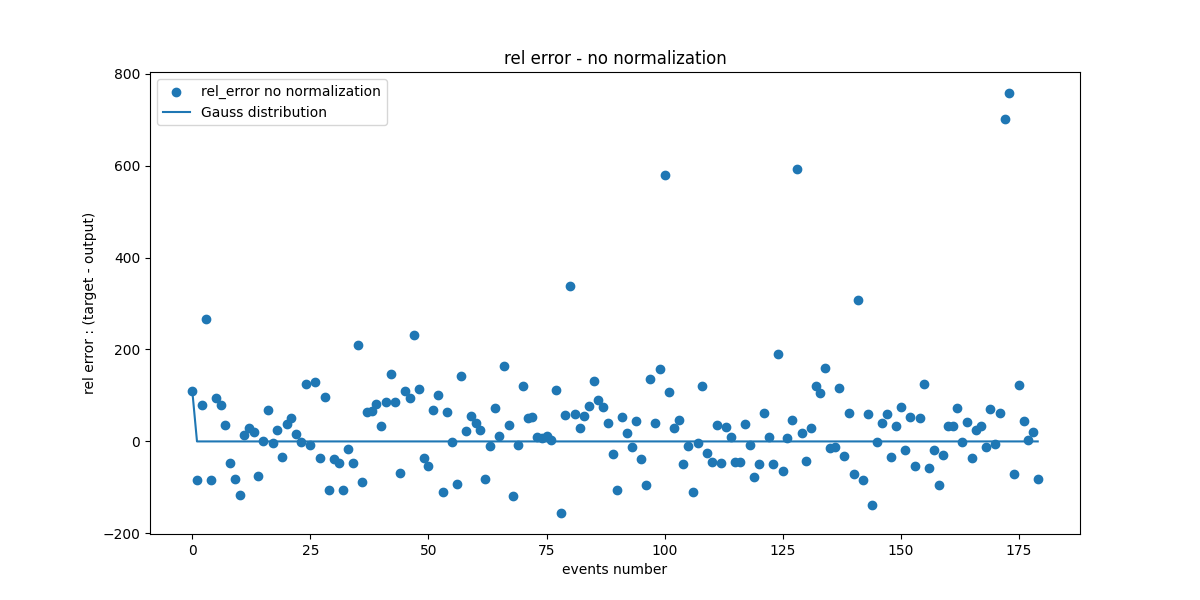 rel error - no normalization
rel_error no normalization
Gauss distribution
800
600
400
200
0
−200
rel error : (target - output)
0
25
50
75
100
125
150
175
events number